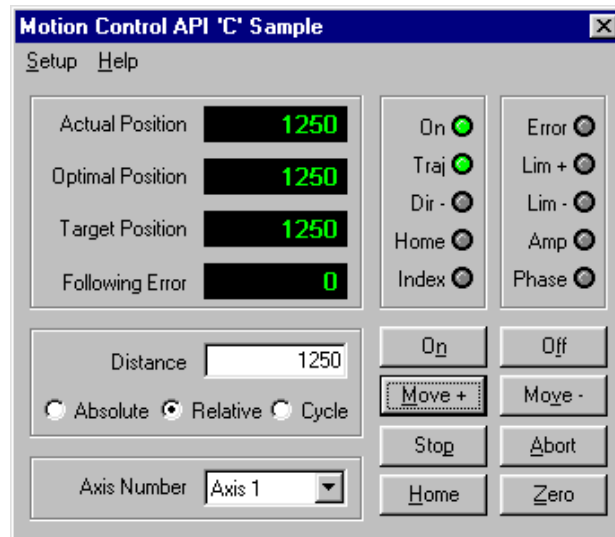 Motion Control API 'C' Sample
Setup Help
Actual Position 1250
Optimal Position 1250
Target Position 1250
Following Error 0
On
Traj
Dir -
Home
Index
Error
Lim +
Lim -
Amp
Phase
Distance 1250
Absolute Relative Cycle
Axis Number Axis 1
On Off
Move + Move -
Stop Abort
Home Zero